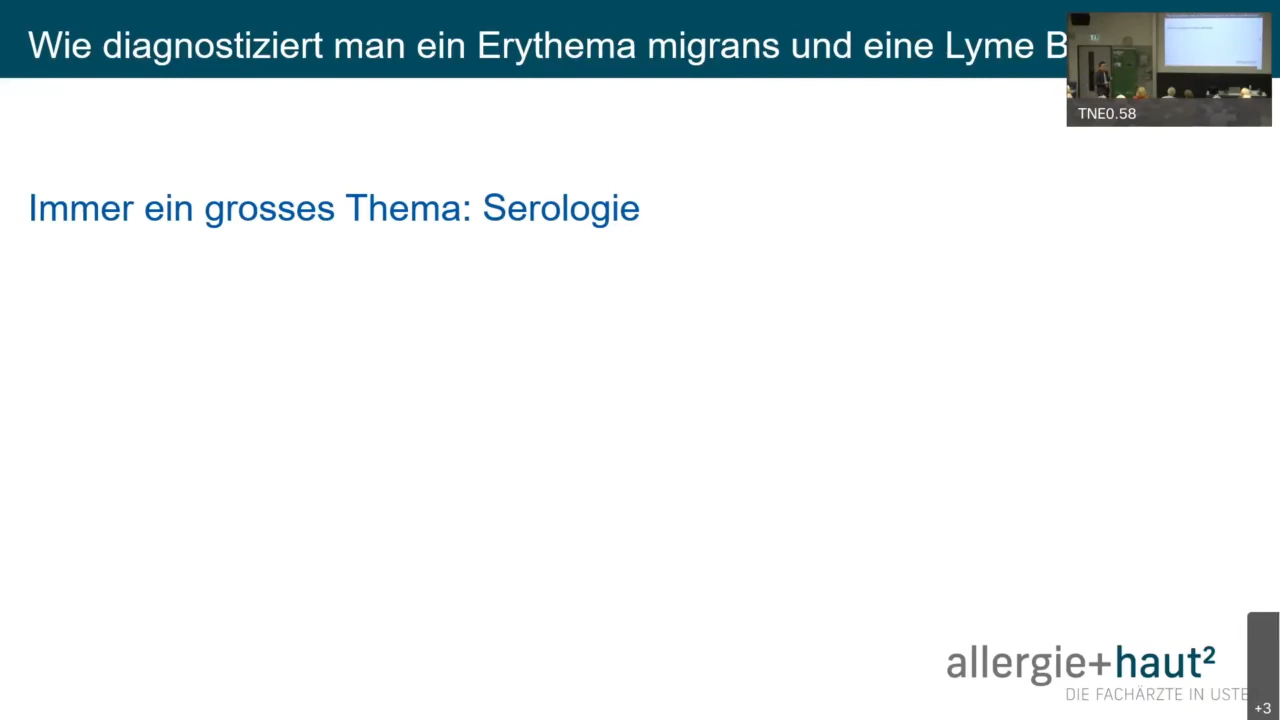 Wie diagnostiziert man ein Erythema migrans und eine Lyme B
TNE0.58
Immer ein grosses Thema: Serologie
allergie+haut²
DIE FACHÄRZTE IN USTE
+3